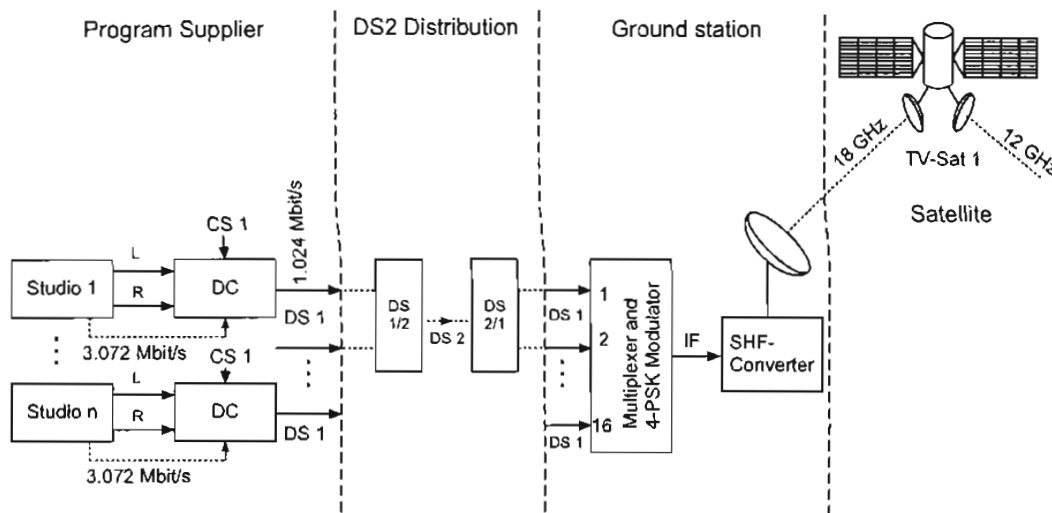 Program Supplier
DS2 Distribution
Ground station
18 GHz
12 GHz
TV-Sat 1
Satellite
CS 1
1.024 Mbit/s
Studio 1
L
R
DC
DS 1
3.072 Mbit/s
DS
1/2
DS 2
DS
2/1
DS 1
1
2
16
DS 1
Multiplexer and
4-PSK Modulator
IF
SHF-
Converter
CS 1
Studio n
L
R
DC
DS 1
3.072 Mbit/s